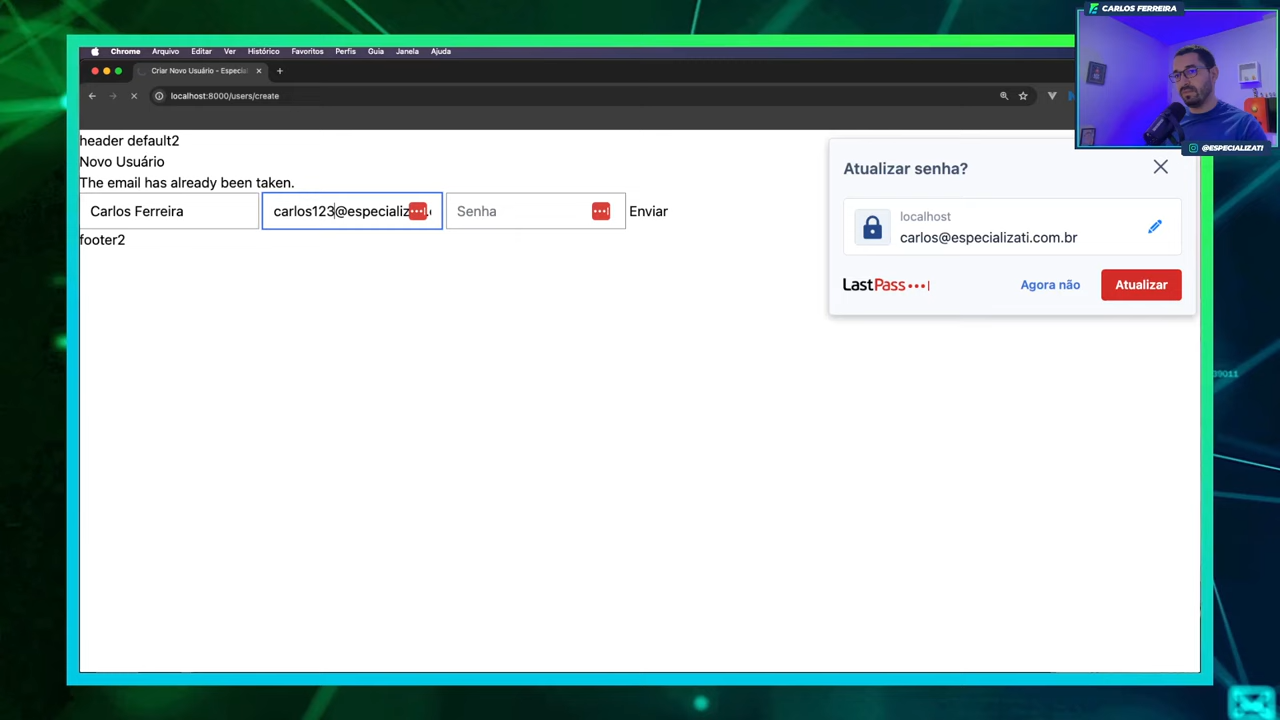 CARLOS FERREIRA
Chrome Arquivo Editar Ver Histórico Favoritos Perfis Guia Janela Ajuda
Criar Novo Usuário - Especial
localhost:8000/users/create
@ESPECIALIZATI
header default2
Novo Usuário
The email has already been taken.
Carlos Ferreira carlos123@especializ Senha Enviar
footer2
Atualizar senha?
localhost
carlos@especializati.com.br
LastPass Agora não Atualizar
39011